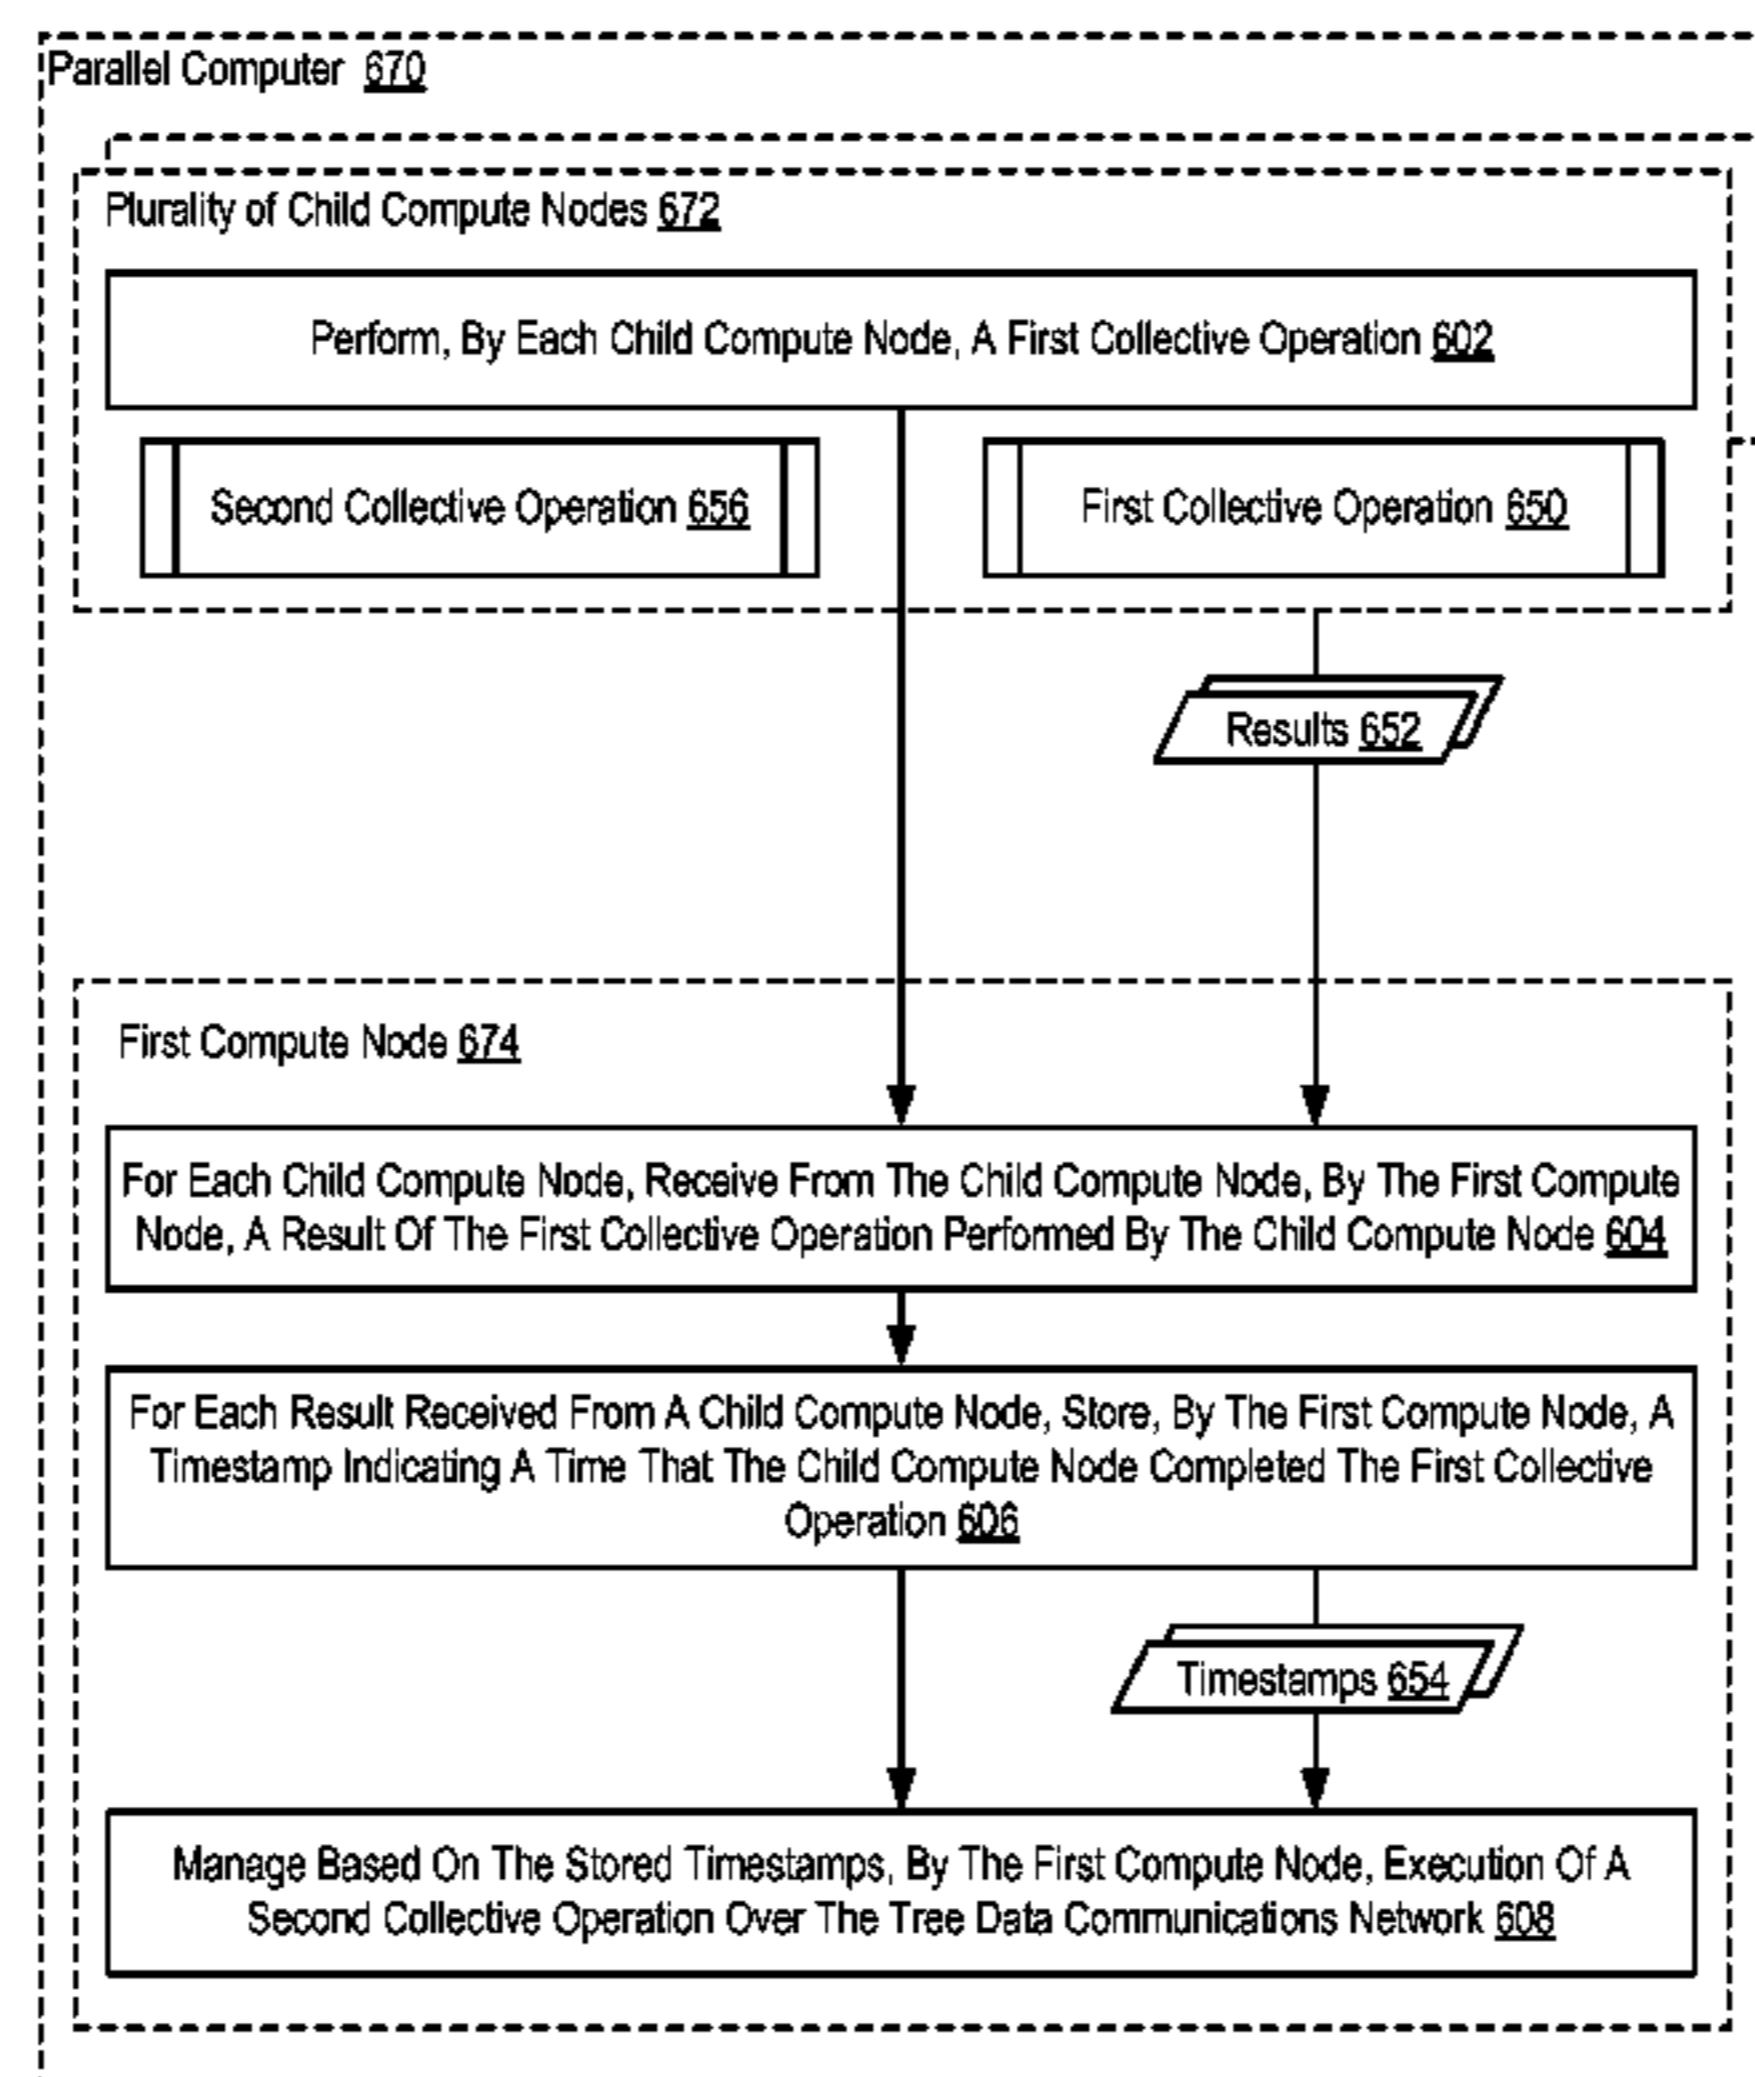 Parallel Computer 670
Plurality of Child Compute Nodes 672
Perform, By Each Child Compute Node, A First Collective Operation 602
Second Collective Operation 656
First Collective Operation 650
Results 652
First Compute Node 674
For Each Child Compute Node, Receive From The Child Compute Node, By The First Compute
Node, A Result Of The First Collective Operation Performed By The Child Compute Node 604
For Each Result Received From A Child Compute Node, Store, By The First Compute Node, A
Timestamp Indicating A Time That The Child Compute Node Completed The First Collective
Operation 606
Timestamps 654
Manage Based On The Stored Timestamps, By The First Compute Node, Execution Of A
Second Collective Operation Over The Tree Data Communications Network 608